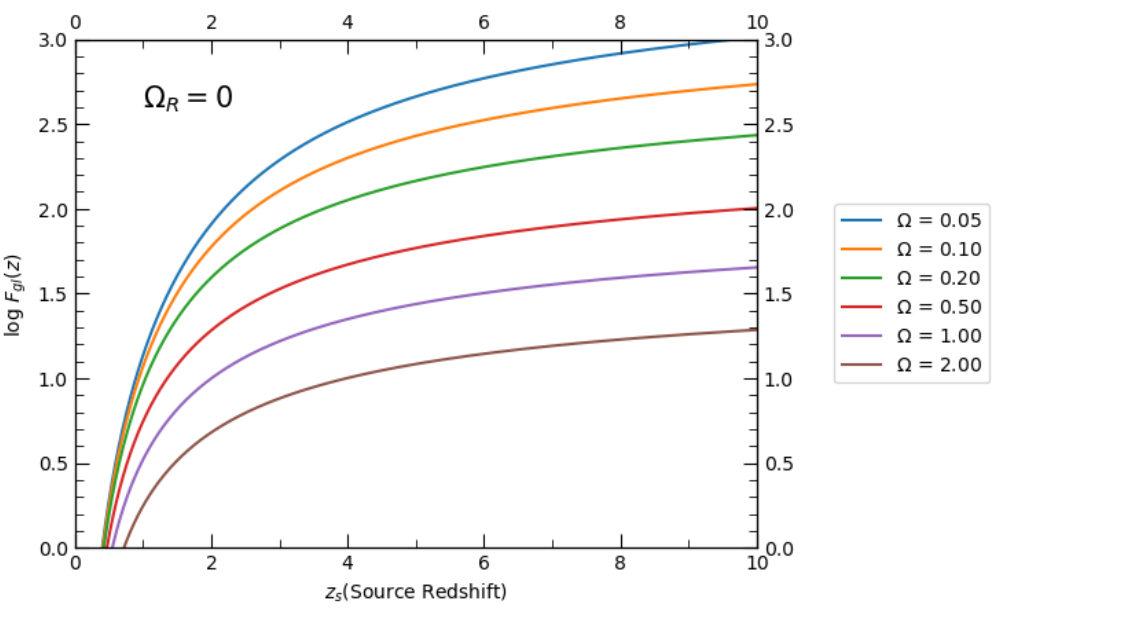 0 2 4 6 8 10
3.0 3.0
Ω_R = 0
2.5 2.5
2.0 2.0
1.5 1.5
1.0 1.0
0.5 0.5
0.0 0.0
0 2 4 6 8 10
log F_gl(z)
z_s(Source Redshift)
Ω = 0.05
Ω = 0.10
Ω = 0.20
Ω = 0.50
Ω = 1.00
Ω = 2.00